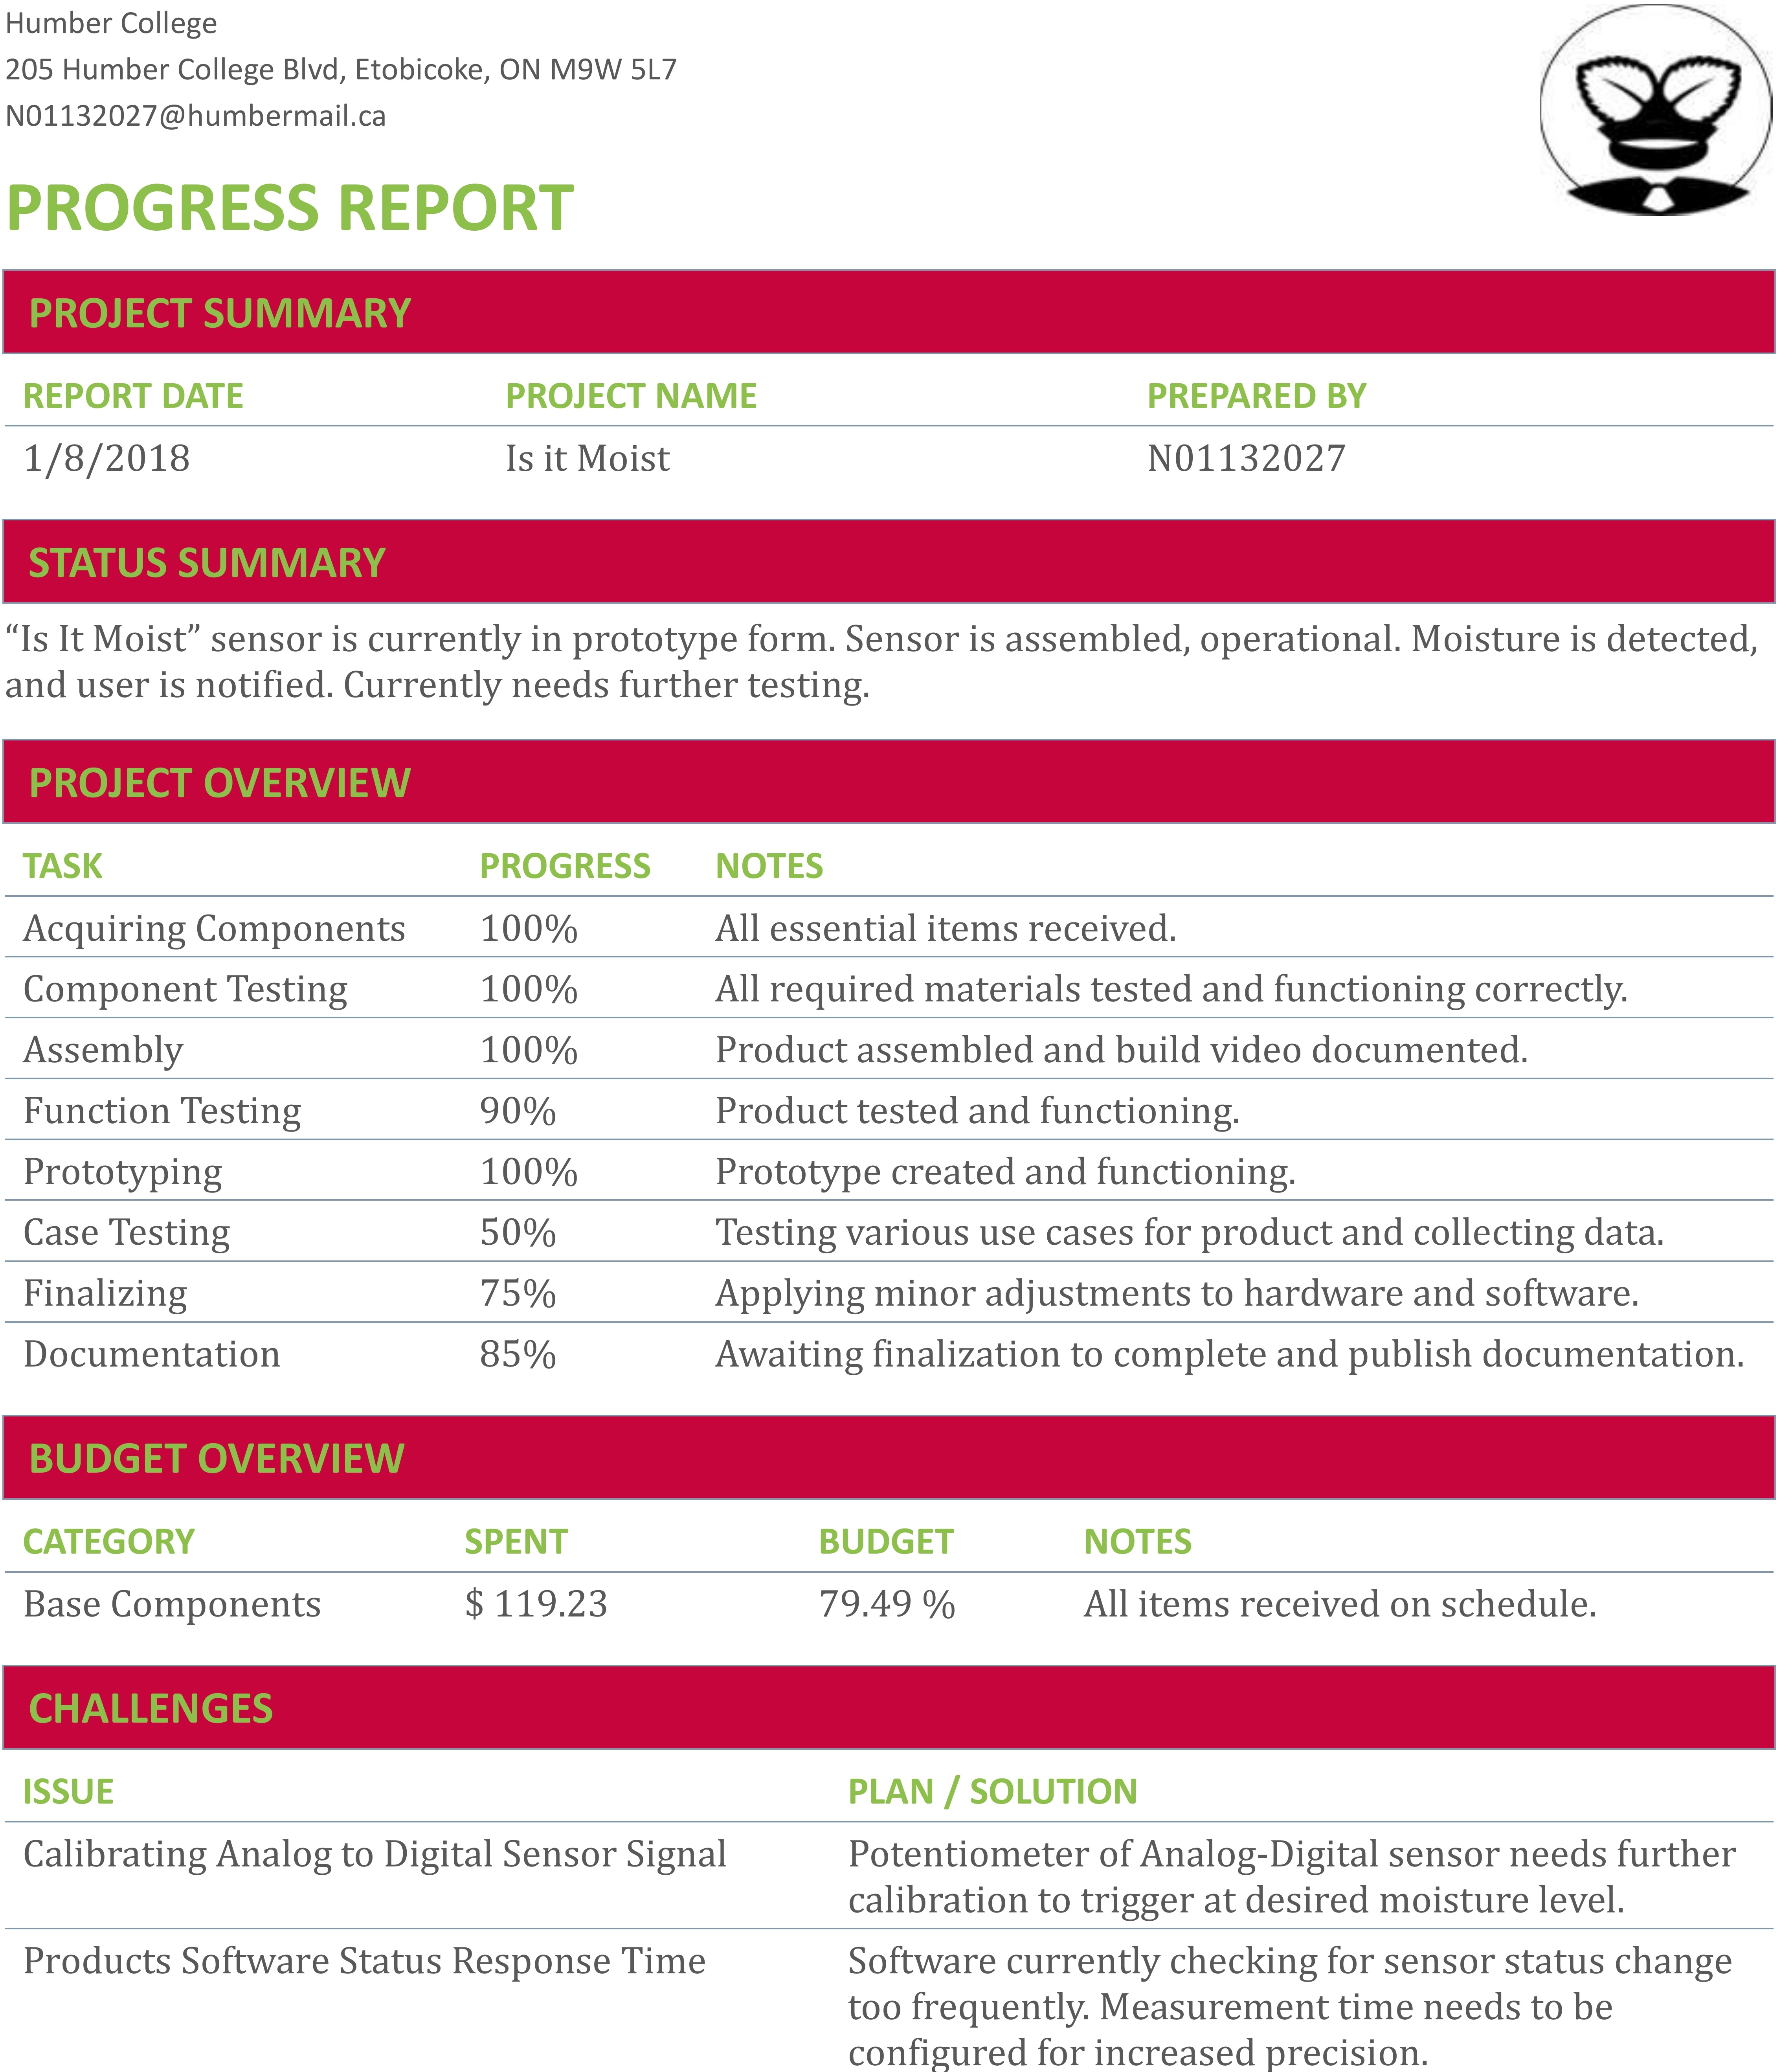 Humber College
205 Humber College Blvd, Etobicoke, ON M9W 5L7
N01132027@humbermail.ca
PROGRESS REPORT
PROJECT SUMMARY
REPORT DATE PROJECT NAME PREPARED BY
1/8/2018 Is it Moist N01132027
STATUS SUMMARY
“Is It Moist” sensor is currently in prototype form. Sensor is assembled, operational. Moisture is detected,
and user is notified. Currently needs further testing.
PROJECT OVERVIEW
TASK PROGRESS NOTES
Acquiring Components 100% All essential items received.
Component Testing 100% All required materials tested and functioning correctly.
Assembly 100% Product assembled and build video documented.
Function Testing 90% Product tested and functioning.
Prototyping 100% Prototype created and functioning.
Case Testing 50% Testing various use cases for product and collecting data.
Finalizing 75% Applying minor adjustments to hardware and software.
Documentation 85% Awaiting finalization to complete and publish documentation.
BUDGET OVERVIEW
CATEGORY SPENT BUDGET NOTES
Base Components $ 119.23 79.49 % All items received on schedule.
CHALLENGES
ISSUE PLAN / SOLUTION
Calibrating Analog to Digital Sensor Signal Potentiometer of Analog-Digital sensor needs further
calibration to trigger at desired moisture level.
Products Software Status Response Time Software currently checking for sensor status change
too frequently. Measurement time needs to be
configured for increased precision.